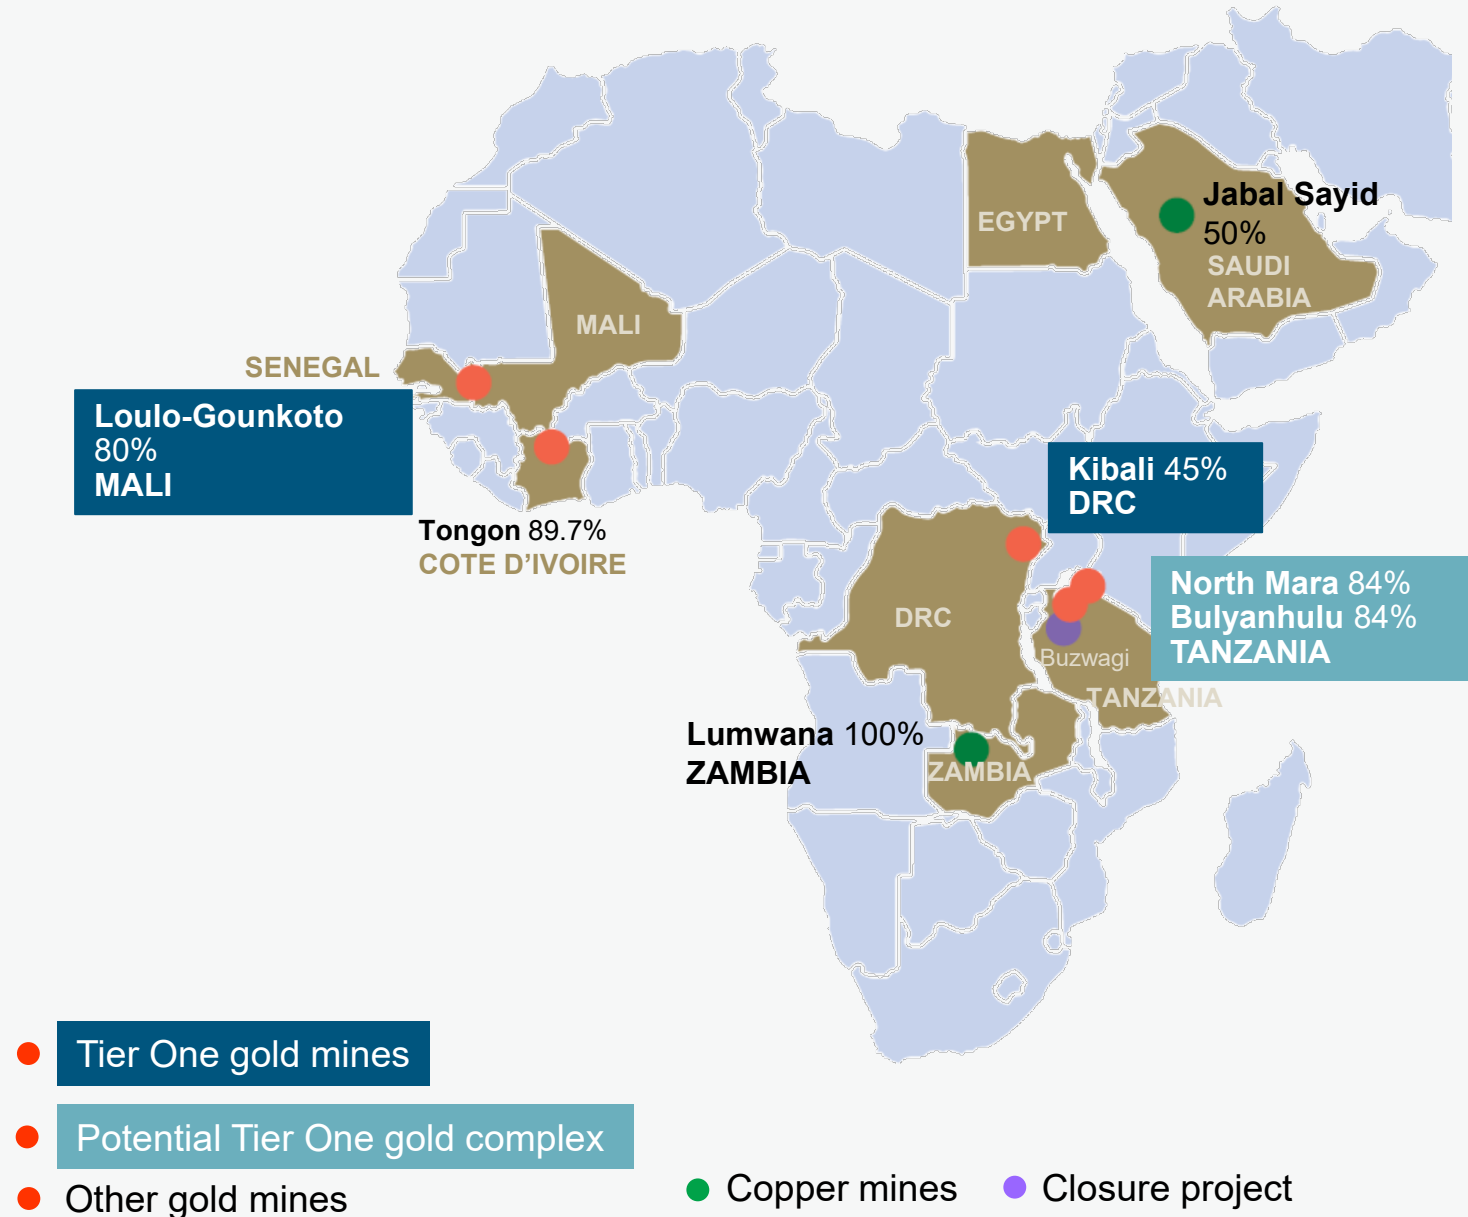 Jabal Sayid
50%
SAUDI
ARABIA
EGYPT
MALI
SENEGAL
Loulo-Gounkoto
80%
MALI
Tongon 89.7%
COTE D’IVOIRE
Kibali 45%
DRC
North Mara 84%
Bulyanhulu 84%
TANZANIA
DRC
Buzwagi
TANZANIA
Lumwana 100%
ZAMBIA
ZAMBIA
Tier One gold mines
Potential Tier One gold complex
Other gold mines
Copper mines
Closure project